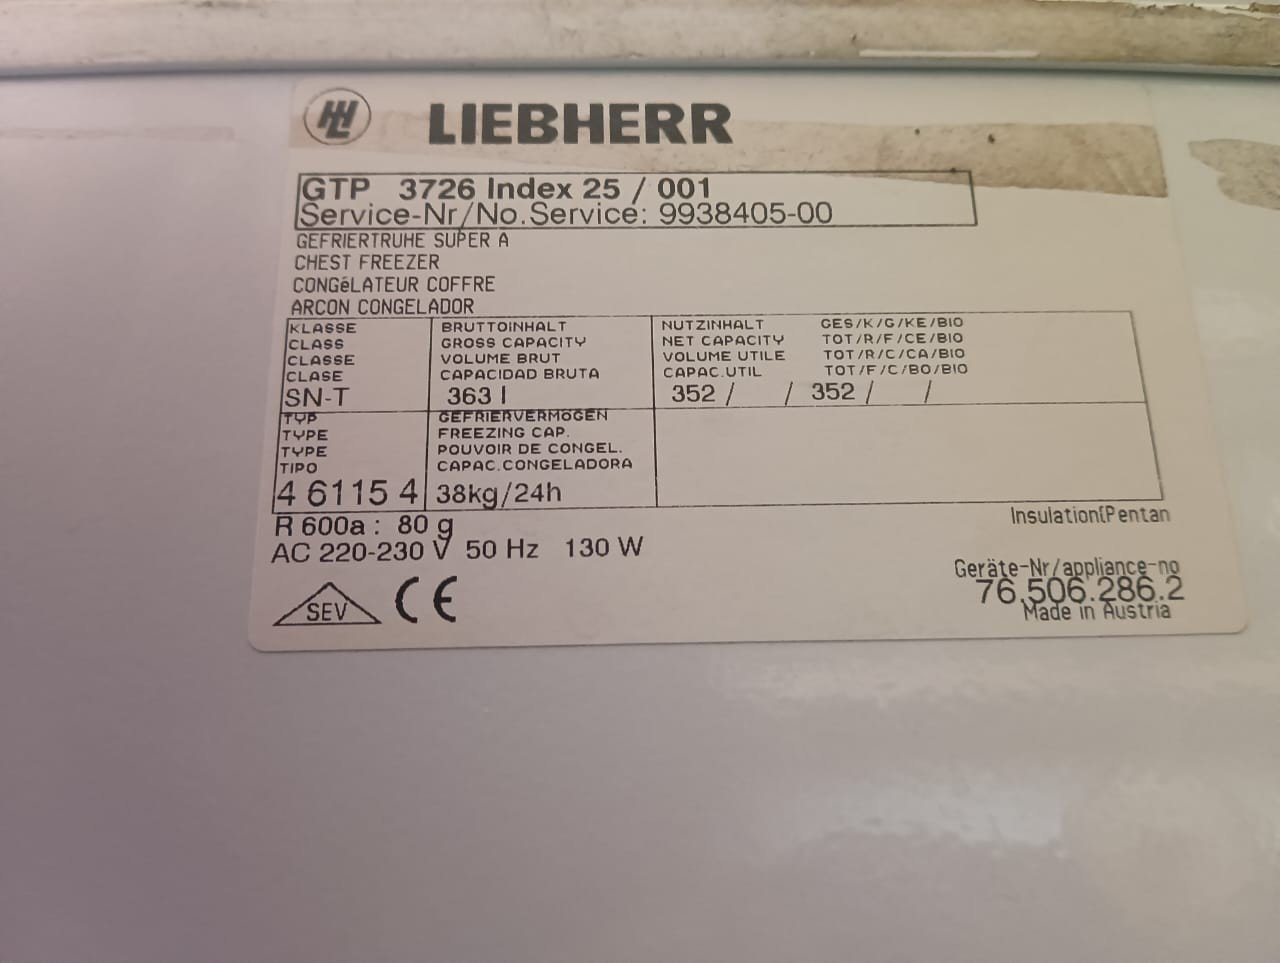 LIEBHERR
GTP 3726 Index 25 / 001
Service-Nr/No.Service: 9938405-00
GEFRIERTRUHE SUPER A
CHEST FREEZER
CONGéLATEUR COFFRE
ARCON CONGELADOR
KLASSE BRUTTOINHALT NUTZINHALT GES/K/G/KE/BIO
CLASS GROSS CAPACITY NET CAPACITY TOT/R/F/CE/BIO
CLASSE VOLUME BRUT VOLUME UTILE TOT/R/C/CA/BIO
CLASE CAPACIDAD BRUTA CAPAC.UTIL TOT/F/C/BO/BIO
SN-T 363 l 352 / / 352 / /
TYP GEFRIERVERMöGEN
TYPE FREEZING CAP.
TYPE POUVOIR DE CONGEL.
TIPO CAPAC.CONGELADORA
4 6115 4 38kg/24h
R 600a : 80 g
Insulation(Pentan
AC 220-230 V 50 Hz 130 W
Geräte-Nr/appliance-no
76.506.286.2
Made in Austria
SEV CE